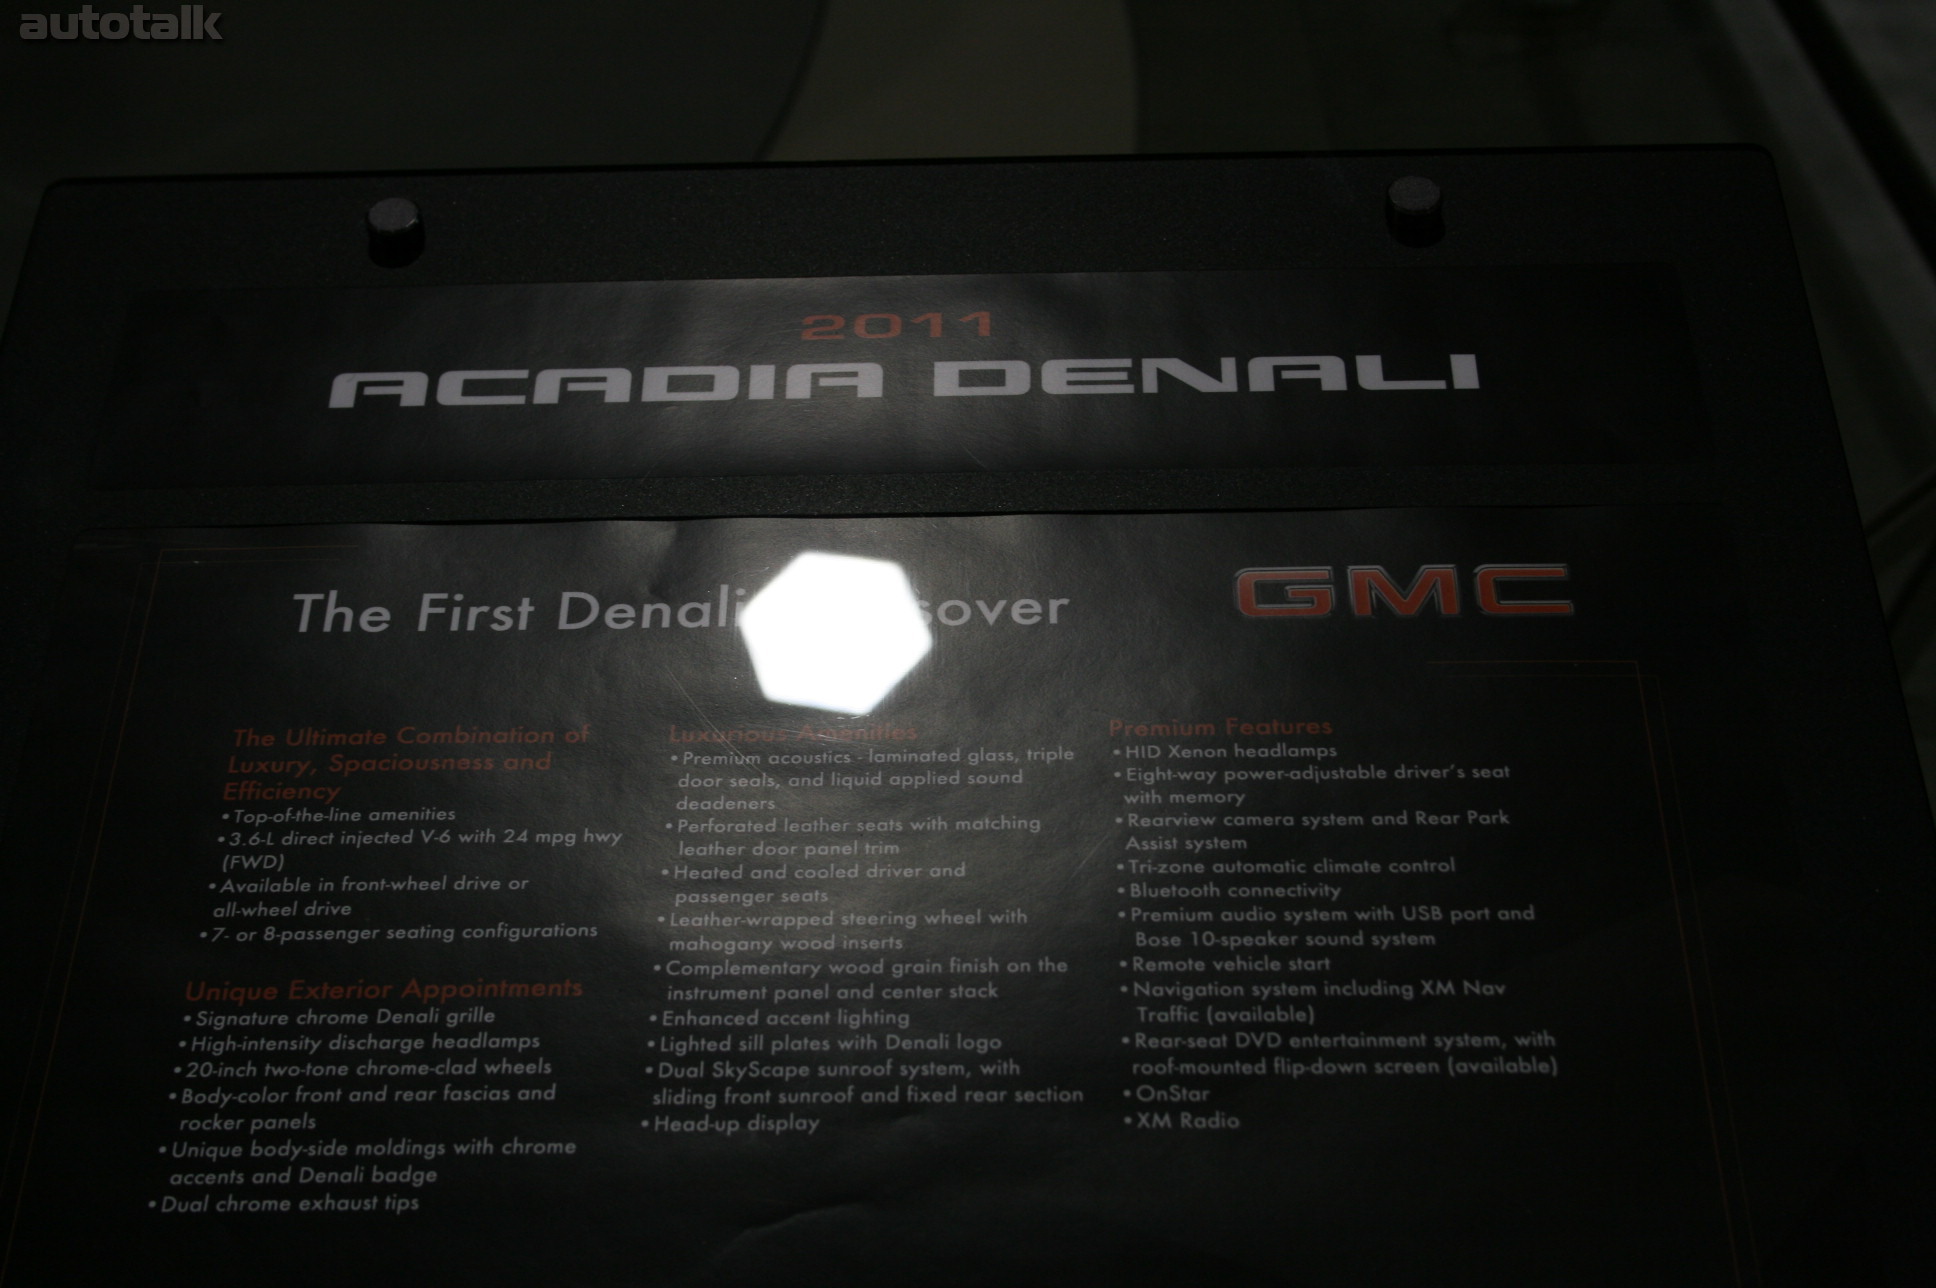 autotalk
2011
ACADIA DENALI
The First Denali
GMC
The Ultimate Combination of
Luxury, Spaciousness and
Efficiency
• Top-of-the-line amenities
• 3.6-L direct injected V-6 with 24 mpg hwy
(FWD)
• Available in front-wheel drive or
all-wheel drive
• 7- or 8-passenger seating configurations
Unique Exterior Appointments
• Signature chrome Denali grille
• High-intensity discharge headlamps
• 20-inch two-tone chrome-clad wheels
• Body-color front and rear fascias and
rocker panels
• Unique body-side moldings with chrome
accents and Denali badge
• Dual chrome exhaust tips
Luxurious Amenities
• Premium acoustics - laminated glass, triple
door seals, and liquid applied sound
deadeners
• Perforated leather seats with matching
leather door panel trim
• Heated and cooled driver and
passenger seats
• Leather-wrapped steering wheel with
mahogany wood inserts
• Complementary wood grain finish on the
instrument panel and center stack
• Enhanced accent lighting
• Lighted sill plates with Denali logo
• Dual SkyScape sunroof system, with
sliding front sunroof and fixed rear section
• Head-up display
Premium Features
• HID Xenon headlamps
• Eight-way power-adjustable driver's seat
with memory
• Rearview camera system and Rear Park
Assist system
• Tri-zone automatic climate control
• Bluetooth connectivity
• Premium audio system with USB port and
Bose 10-speaker sound system
• Remote vehicle start
• Navigation system including XM Nav
Traffic (available)
• Rear-seat DVD entertainment system, with
roof-mounted flip-down screen (available)
• OnStar
• XM Radio